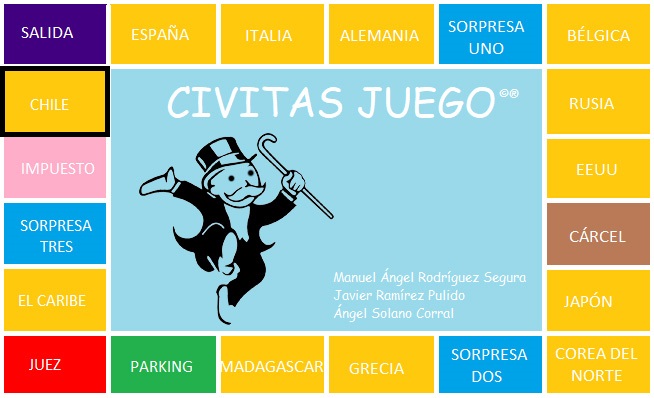 SALIDA
ESPAÑA
ITALIA
ALEMANIA
SORPRESA
UNO
BÉLGICA
CHILE
CIVITAS JUEGO ©®
RUSIA
IMPUESTO
EEUU
SORPRESA
TRES
CÁRCEL
EL CARIBE
Manuel Ángel Rodríguez Segura
Javier Ramírez Pulido
Ángel Solano Corral
JAPÓN
JUEZ
PARKING
MADAGASCAR
GRECIA
SORPRESA
DOS
COREA DEL
NORTE